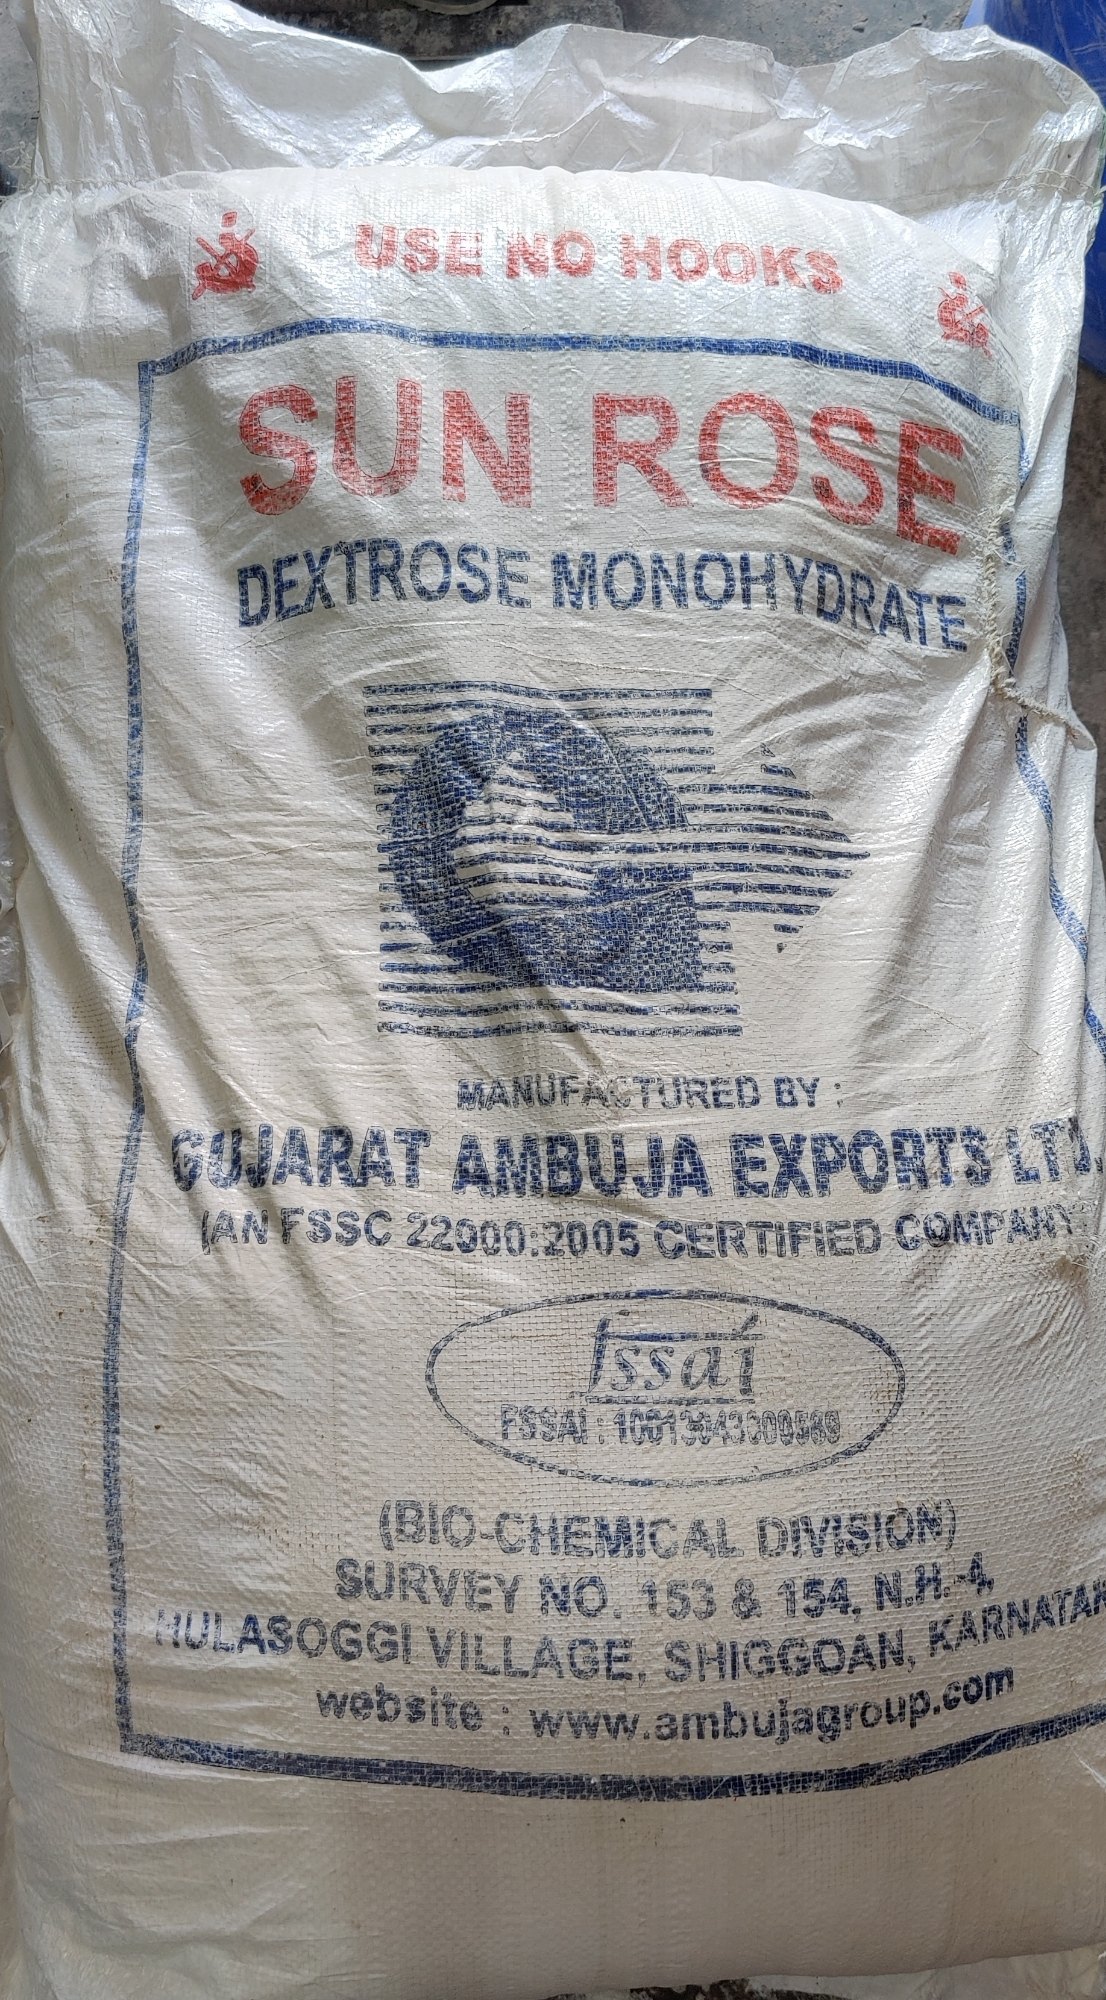 USE NO HOOKS
SUN ROSE
DEXTROSE MONOHYDRATE
MANUFACTURED BY :
GUJARAT AMBUJA EXPORTS LTD.
(AN FSSC 22000:2005 CERTIFIED COMPANY
fssai
FSSAI :
(BIO-CHEMICAL DIVISION)
SURVEY NO. 153 & 154, N.H.-4,
HULASOGGI VILLAGE, SHIGGOAN, KARNATAK
website : www.ambujagroup.com